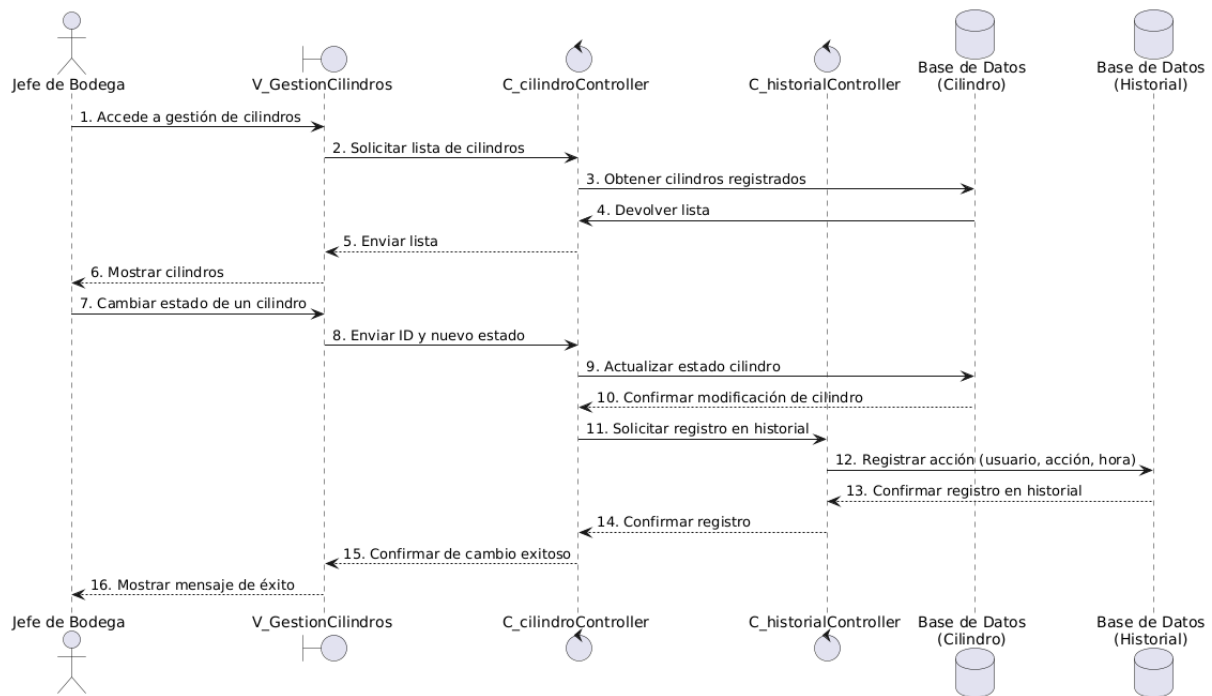 Jefe de Bodega
V_GestionCilindros
C_cilindroController
C_historialController
Base de Datos
(Cilindro)
Base de Datos
(Historial)
1. Accede a gestión de cilindros
2. Solicitar lista de cilindros
3. Obtener cilindros registrados
4. Devolver lista
5. Enviar lista
6. Mostrar cilindros
7. Cambiar estado de un cilindro
8. Enviar ID y nuevo estado
9. Actualizar estado cilindro
10. Confirmar modificación de cilindro
11. Solicitar registro en historial
12. Registrar acción (usuario, acción, hora)
13. Confirmar registro en historial
14. Confirmar registro
15. Confirmar de cambio exitoso
16. Mostrar mensaje de éxito
Jefe de Bodega
V_GestionCilindros
C_cilindroController
C_historialController
Base de Datos
(Cilindro)
Base de Datos
(Historial)